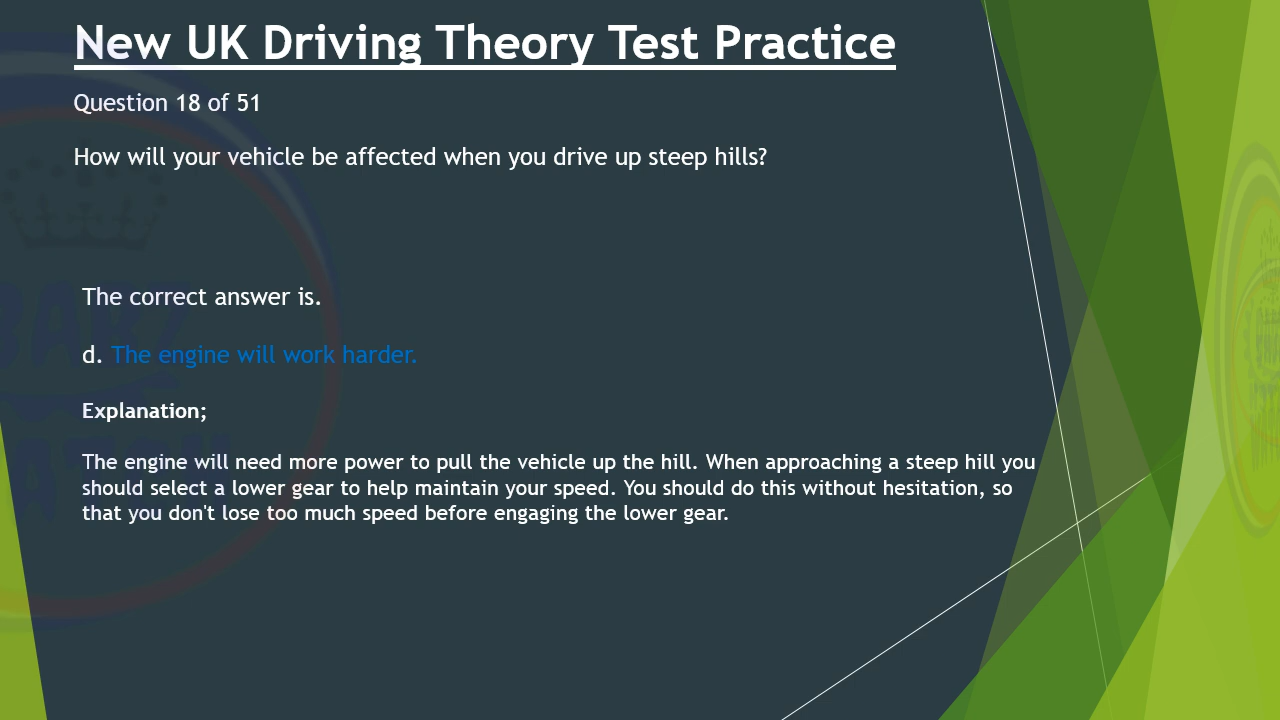 New UK Driving Theory Test Practice
Question 18 of 51
How will your vehicle be affected when you drive up steep hills?
The correct answer is.
d. The engine will work harder.
Explanation;
The engine will need more power to pull the vehicle up the hill. When approaching a steep hill you
should select a lower gear to help maintain your speed. You should do this without hesitation, so
that you don't lose too much speed before engaging the lower gear.